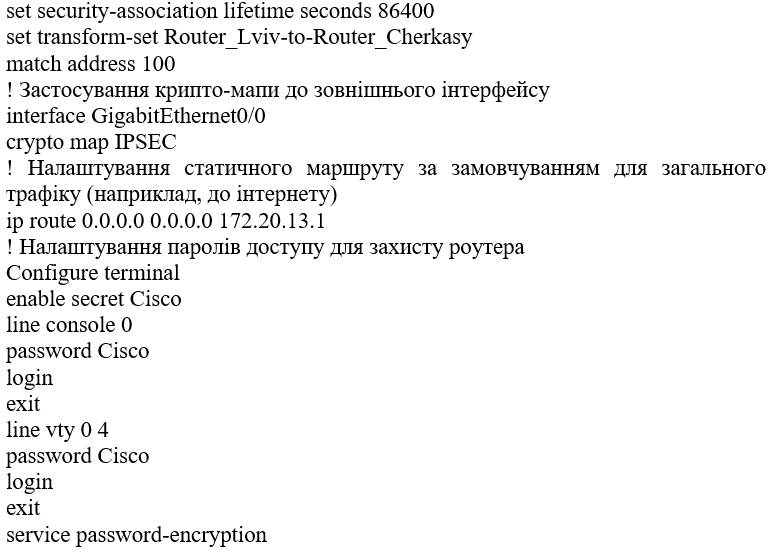 set security-association lifetime seconds 86400
set transform-set Router_Lviv-to-Router_Cherkasy
match address 100
! Застосування крипто-мапи до зовнішнього інтерфейсу
interface GigabitEthernet0/0
crypto map IPSEC
! Налаштування статичного маршруту за замовчуванням для загального
трафіку (наприклад, до інтернету)
ip route 0.0.0.0 0.0.0.0 172.20.13.1
! Налаштування паролів доступу для захисту роутера
Configure terminal
enable secret Cisco
line console 0
password Cisco
login
exit
line vty 0 4
password Cisco
login
exit
service password-encryption